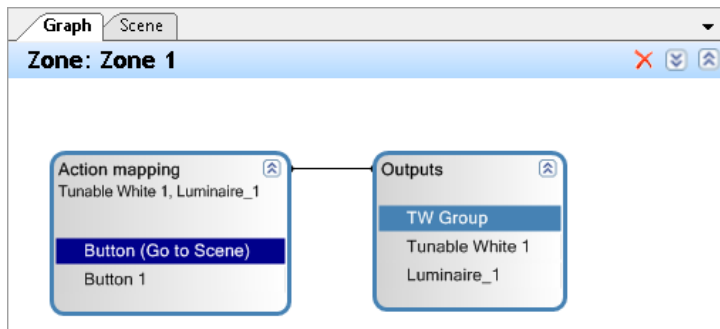 Graph
Scene
Zone: Zone 1
Action mapping
Tunable White 1, Luminaire_1
Button (Go to Scene)
Button 1
Outputs
TW Group
Tunable White 1
Luminaire_1